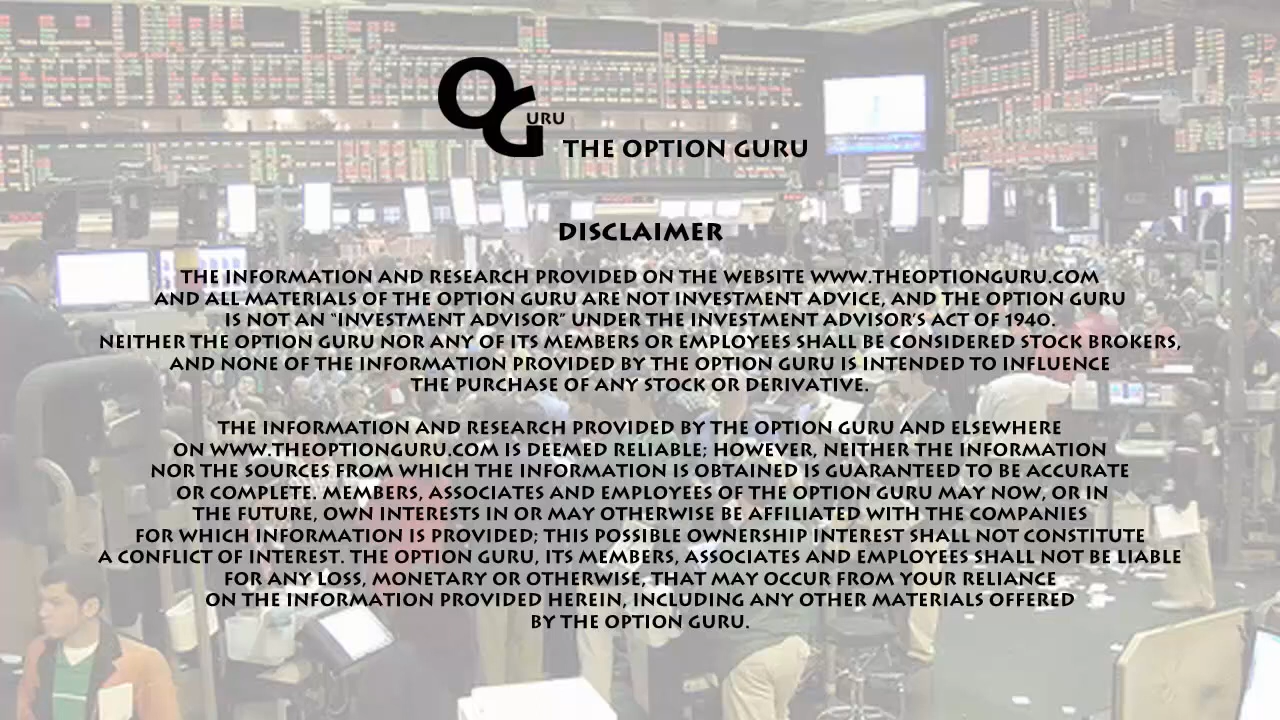 OG URU
THE OPTION GURU
DISCLAIMER
THE INFORMATION AND RESEARCH PROVIDED ON THE WEBSITE WWW.THEOPTIONGURU.COM
AND ALL MATERIALS OF THE OPTION GURU ARE NOT INVESTMENT ADVICE, AND THE OPTION GURU
IS NOT AN “INVESTMENT ADVISOR” UNDER THE INVESTMENT ADVISOR’S ACT OF 1940.
NEITHER THE OPTION GURU NOR ANY OF ITS MEMBERS OR EMPLOYEES SHALL BE CONSIDERED STOCK BROKERS,
AND NONE OF THE INFORMATION PROVIDED BY THE OPTION GURU IS INTENDED TO INFLUENCE
THE PURCHASE OF ANY STOCK OR DERIVATIVE.
THE INFORMATION AND RESEARCH PROVIDED BY THE OPTION GURU AND ELSEWHERE
ON WWW.THEOPTIONGURU.COM IS DEEMED RELIABLE; HOWEVER, NEITHER THE INFORMATION
NOR THE SOURCES FROM WHICH THE INFORMATION IS OBTAINED IS GUARANTEED TO BE ACCURATE
OR COMPLETE. MEMBERS, ASSOCIATES AND EMPLOYEES OF THE OPTION GURU MAY NOW, OR IN
THE FUTURE, OWN INTERESTS IN OR MAY OTHERWISE BE AFFILIATED WITH THE COMPANIES
FOR WHICH INFORMATION IS PROVIDED; THIS POSSIBLE OWNERSHIP INTEREST SHALL NOT CONSTITUTE
A CONFLICT OF INTEREST. THE OPTION GURU, ITS MEMBERS, ASSOCIATES AND EMPLOYEES SHALL NOT BE LIABLE
FOR ANY LOSS, MONETARY OR OTHERWISE, THAT MAY OCCUR FROM YOUR RELIANCE
ON THE INFORMATION PROVIDED HEREIN, INCLUDING ANY OTHER MATERIALS OFFERED
BY THE OPTION GURU.